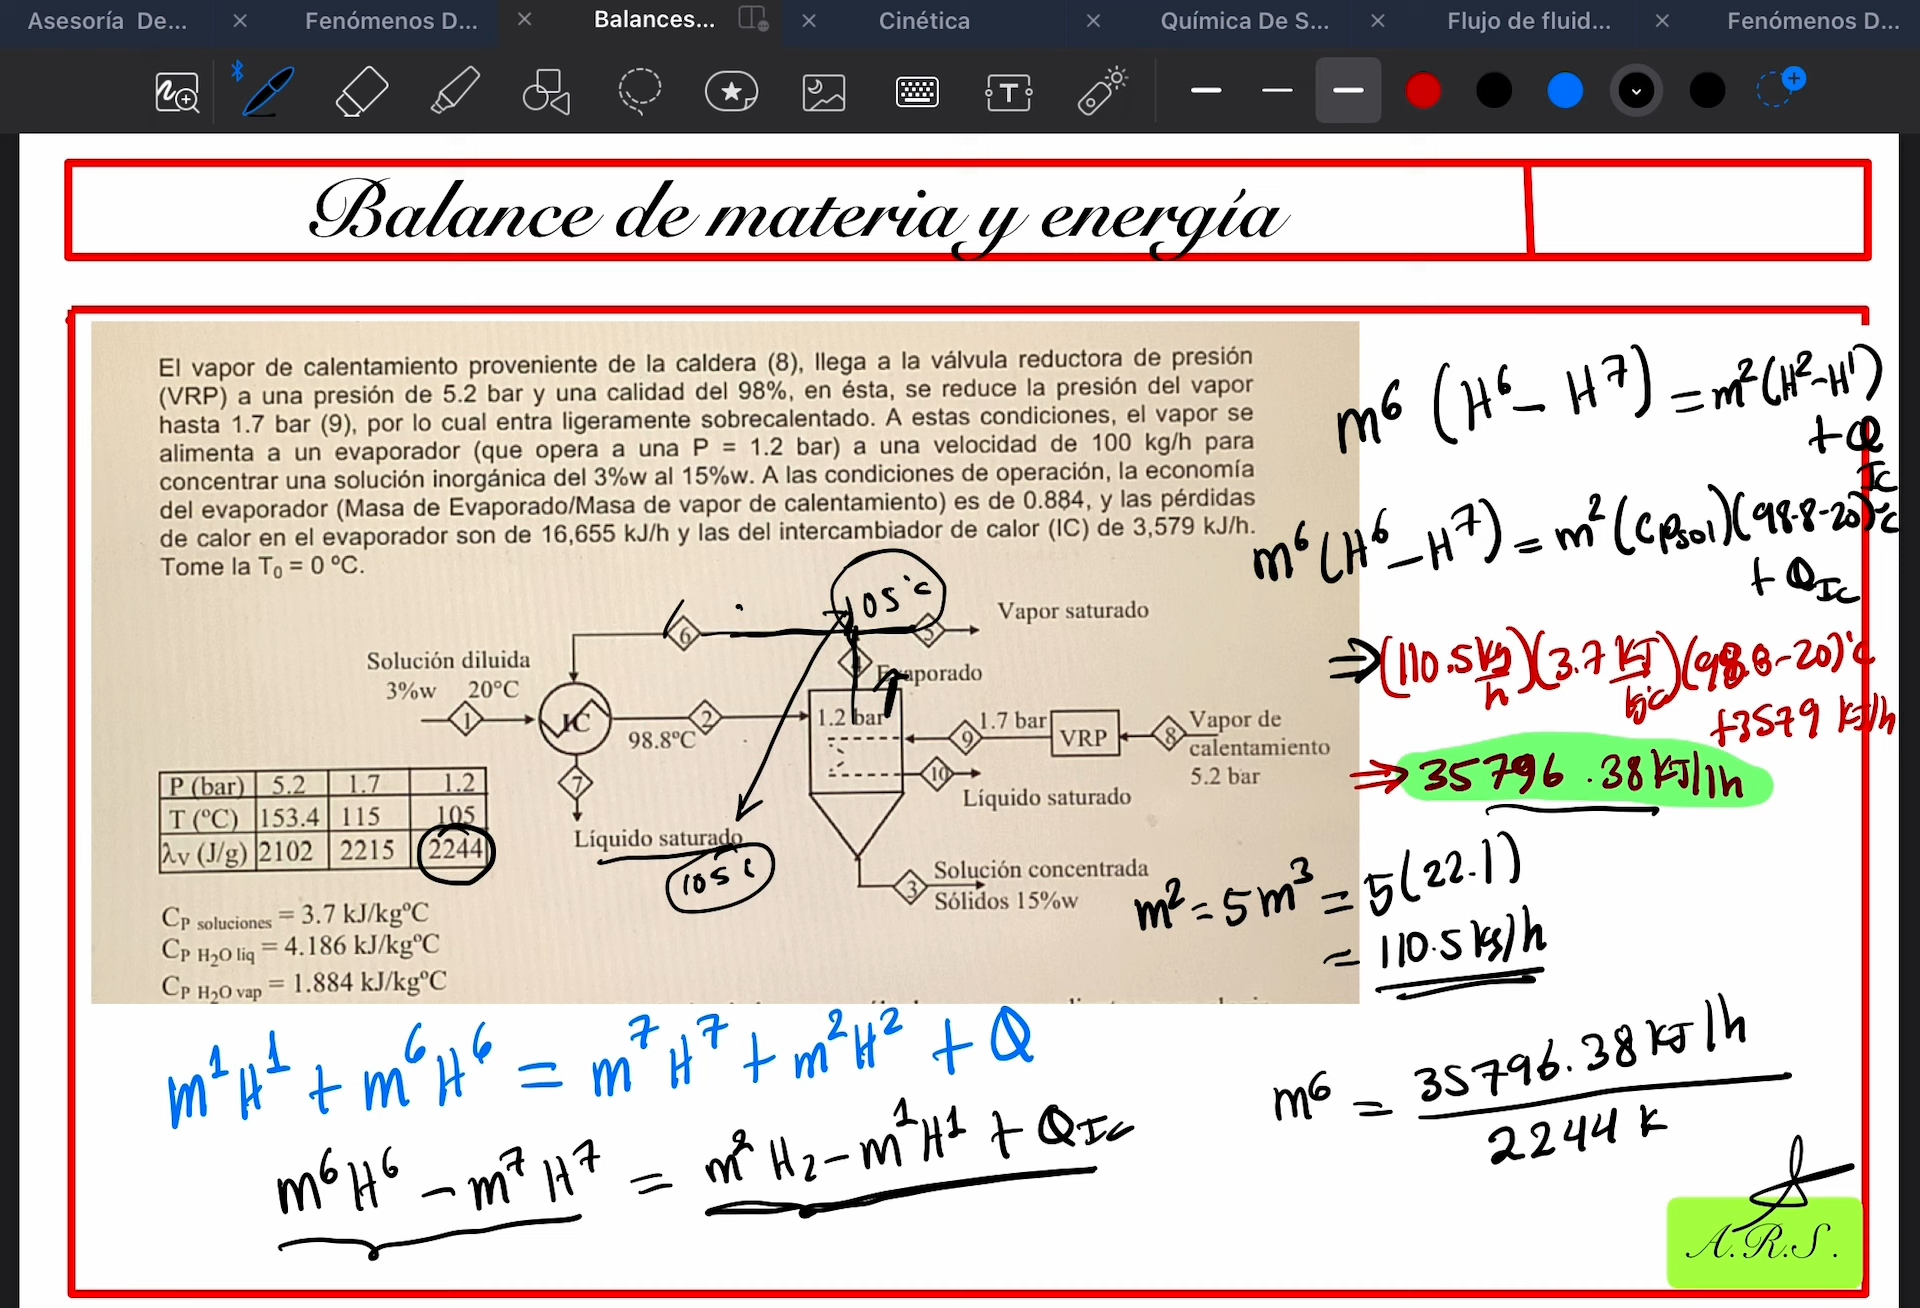 Asesoría De... × Fenómenos D... × Balances... × Cinética × Química De S... × Flujo de fluid... × Fenómenos D...
Balance de materia y energía
El vapor de calentamiento proveniente de la caldera (8), llega a la válvula reductora de presión
(VRP) a una presión de 5.2 bar y una calidad del 98%, en ésta, se reduce la presión del vapor
hasta 1.7 bar (9), por lo cual entra ligeramente sobrecalentado. A estas condiciones, el vapor se
alimenta a un evaporador (que opera a una P = 1.2 bar) a una velocidad de 100 kg/h para
concentrar una solución inorgánica del 3%w al 15%w. A las condiciones de operación, la economía
del evaporador (Masa de Evaporado/Masa de vapor de calentamiento) es de 0.884, y las pérdidas
de calor en el evaporador son de 16,655 kJ/h y las del intercambiador de calor (IC) de 3,579 kJ/h.
Tome la T₀ = 0 ºC.
m⁶ (H⁶ - H⁷) = m²(H² - H¹)
+ Q
IC
m⁶(H⁶ - H⁷) = m²(Cpsol)(98.8-20)°C
+ Q IC
⇒(110.5 kg/h)(3.7 kJ/kg°C)(98.8-20)°C
+3579 kJ/h
⇒ 35796.38 kJ/h
105°C
6
5
Vapor saturado
Solución diluida
3%w 20°C
1
IC
2
98.8ºC
7
Líquido saturado
105°C
Evaporado
1.2 bar
9
1.7 bar
VRP
8
Vapor de
calentamiento
5.2 bar
10
Líquido saturado
3
Solución concentrada
Sólidos 15%w
P (bar) 5.2 1.7 1.2
T (ºC) 153.4 115 105
λv (J/g) 2102 2215 2244
CP soluciones = 3.7 kJ/kgºC
CP H₂O liq = 4.186 kJ/kgºC
CP H₂O vap = 1.884 kJ/kgºC
m² = 5m³ = 5(22.1)
= 110.5 kg/h
m¹H¹ + m⁶H⁶ = m⁷H⁷ + m²H² + Q
m⁶H⁶ - m⁷H⁷ = m²H₂ - m¹H¹ + Q IC
m⁶ = 35796.38 kJ/h
2244 k
A.R.S.